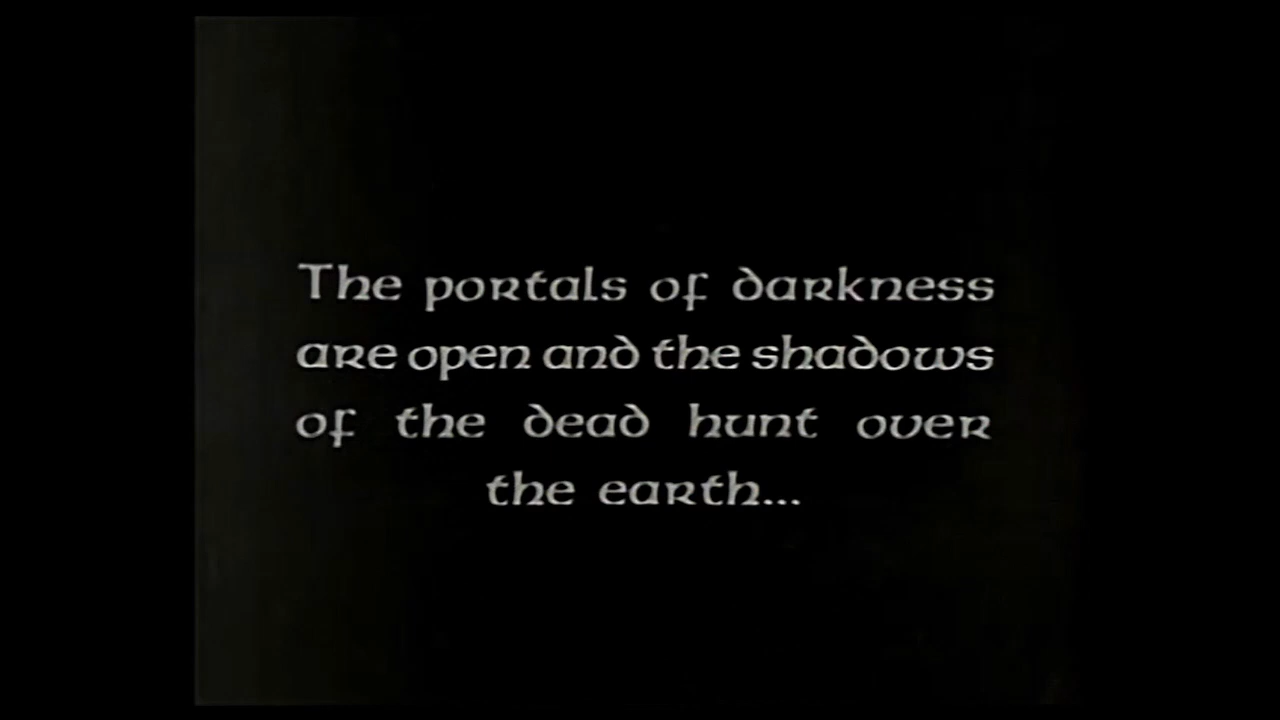 The portals of darkness
are open and the shadows
of the dead hunt over
the earth...